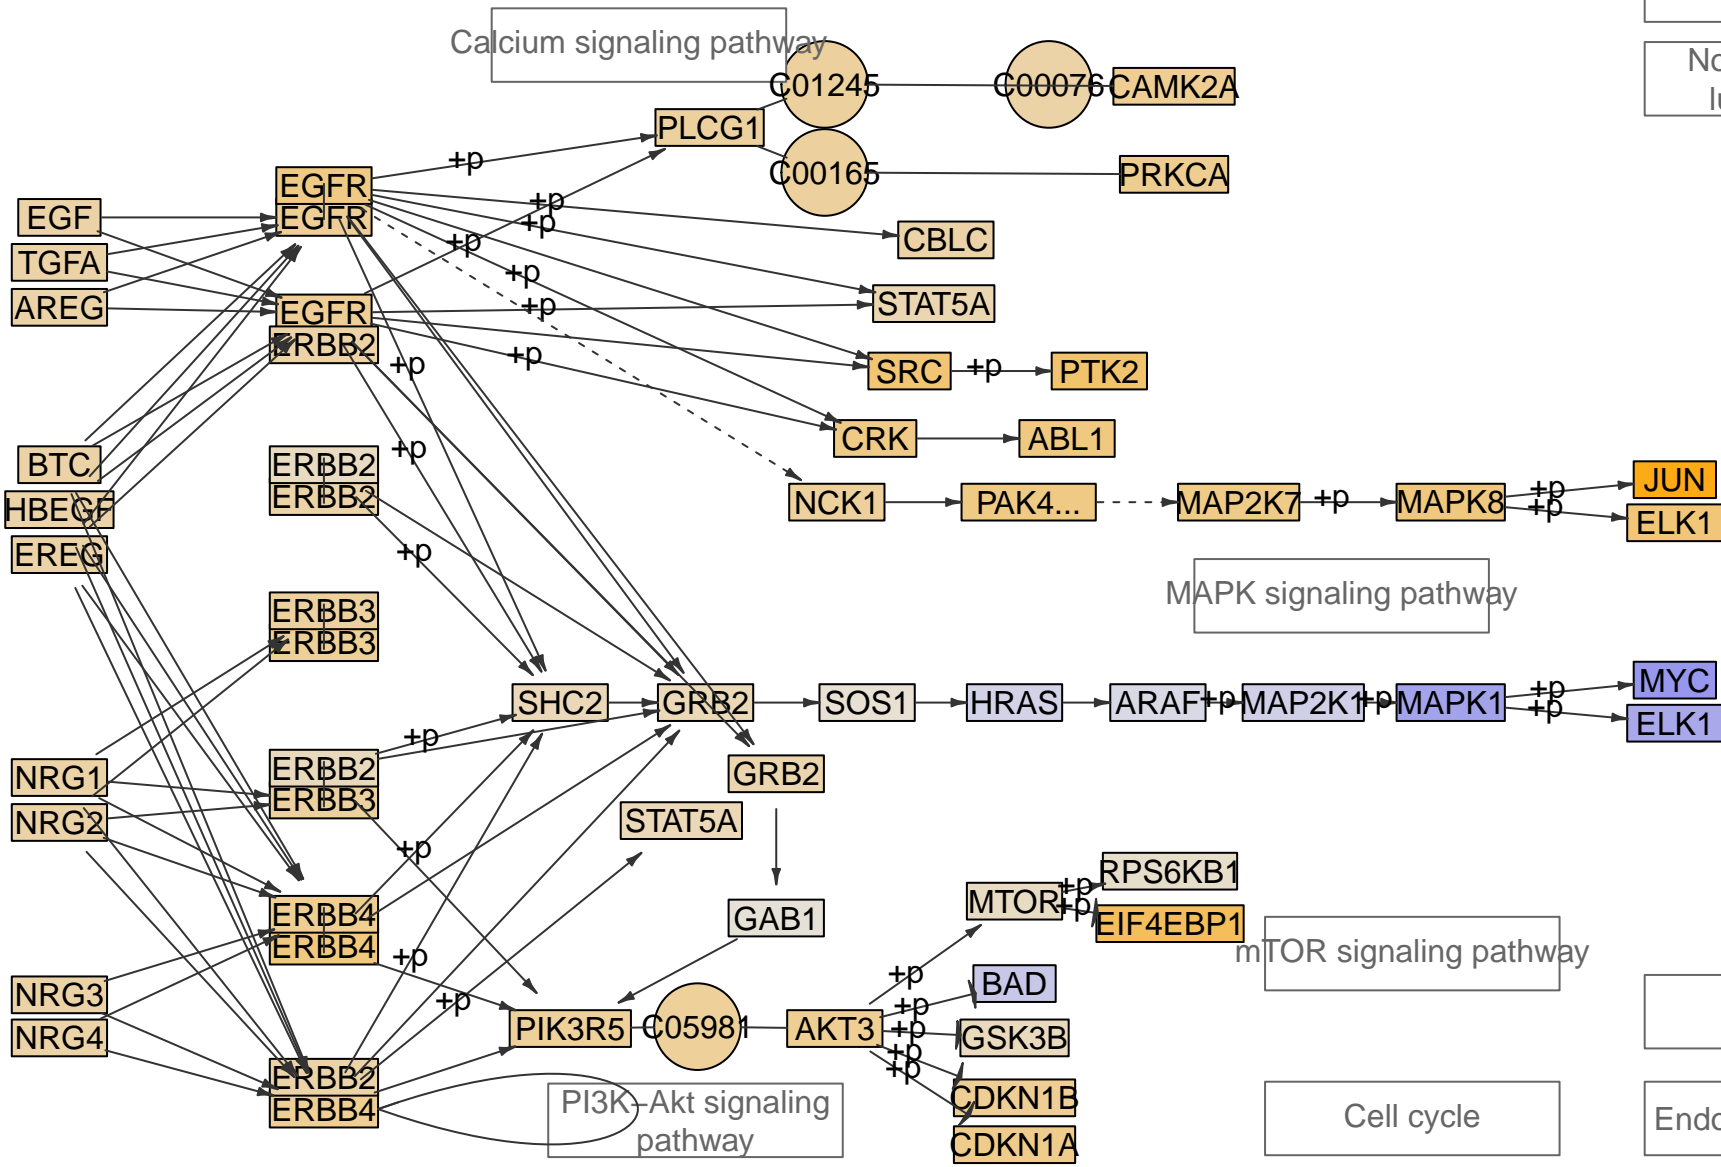 Calcium signaling pathway
No
lu
C01245
C00076
CAMK2A
PLCG1
C00165
PRKCA
+p
EGFR
EGFR
EGF
TGFA
AREG
+p
+p
+p
CBLC
+p
EGFR
ERBB2
+p
STAT5A
+p
+p
SRC
+p
PTK2
CRK
ABL1
BTC
HBEGF
EREG
ERBB2
ERBB2
+p
NCK1
PAK4...
MAP2K7
+p
MAPK8
+p
+p
JUN
ELK1
+p
MAPK signaling pathway
ERBB3
ERBB3
SHC2
GRB2
SOS1
HRAS
ARAF
+p
MAP2K1
+p
MAPK1
+p
+p
MYC
ELK1
+p
NRG1
NRG2
ERBB2
ERBB3
GRB2
STAT5A
+p
RPS6KB1
+p
+p
EIF4EBP1
MTOR
ERBB4
ERBB4
GAB1
+p
mTOR signaling pathway
NRG3
NRG4
+p
+p
BAD
+p
+p
GSK3B
+p
+p
PIK3R5
C05981
AKT3
ERBB2
ERBB4
PI3K−Akt signaling
pathway
CDKN1B
CDKN1A
Cell cycle
Endo